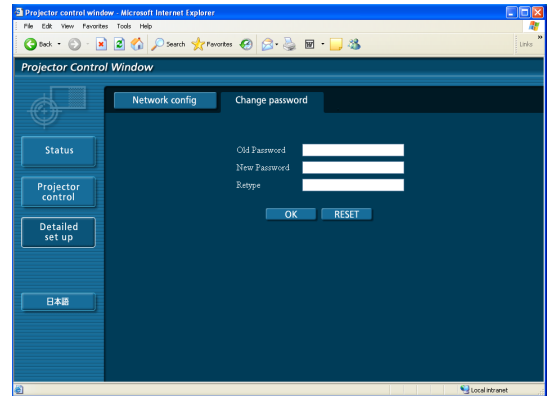 Projector control window - Microsoft Internet Explorer
File Edit View Favorites Tools Help
Back Search Favorites Links »
Projector Control Window
Network config Change password
Status
Projector
control
Detailed
set up
日本語
Old Password
New Password
Retype
OK RESET
Local intranet